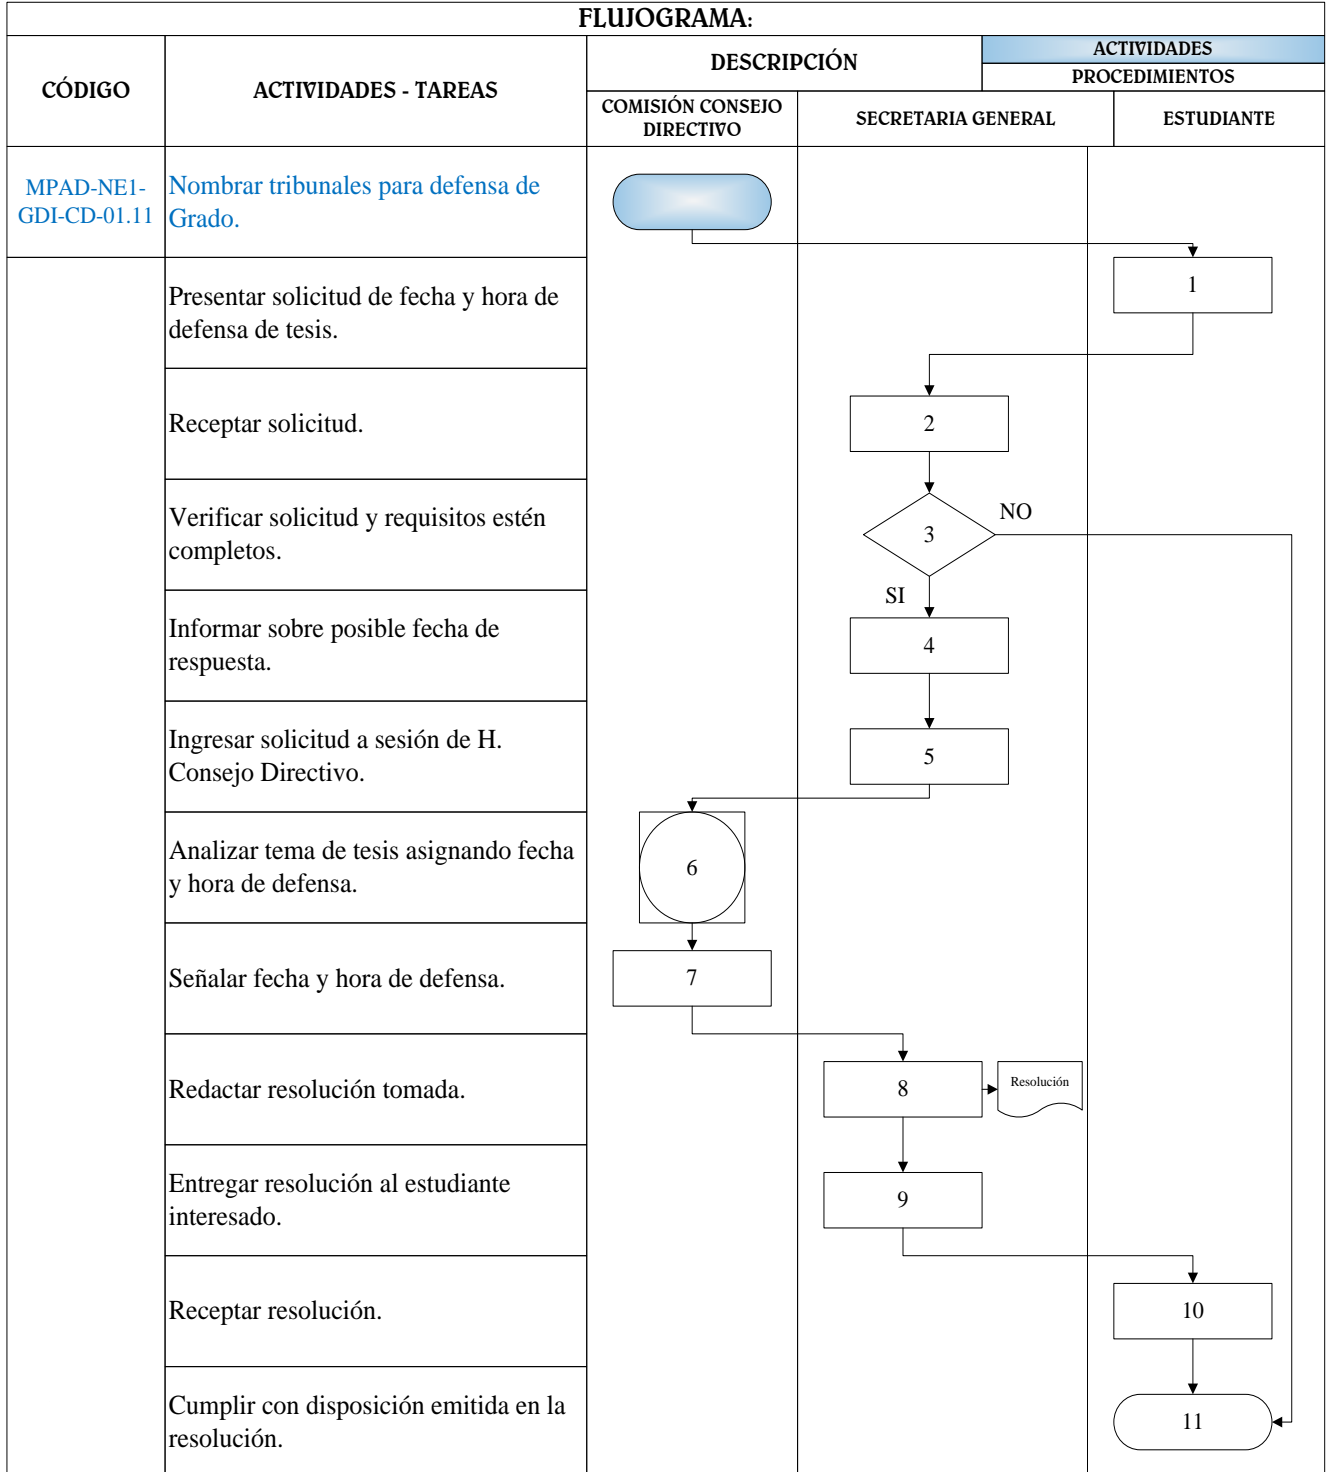 FLUJOGRAMA:
CÓDIGO
ACTIVIDADES - TAREAS
DESCRIPCIÓN
ACTIVIDADES
PROCEDIMIENTOS
COMISIÓN CONSEJO
DIRECTIVO
SECRETARIA GENERAL
ESTUDIANTE
MPAD-NE1-
GDI-CD-01.11
Nombrar tribunales para defensa de
Grado.
Presentar solicitud de fecha y hora de
defensa de tesis.
1
Receptar solicitud.
2
Verificar solicitud y requisitos estén
completos.
3
NO
SI
Informar sobre posible fecha de
respuesta.
4
Ingresar solicitud a sesión de H.
Consejo Directivo.
5
Analizar tema de tesis asignando fecha
y hora de defensa.
6
Señalar fecha y hora de defensa.
7
Redactar resolución tomada.
8
Resolución
Entregar resolución al estudiante
interesado.
9
Receptar resolución.
10
Cumplir con disposición emitida en la
resolución.
11